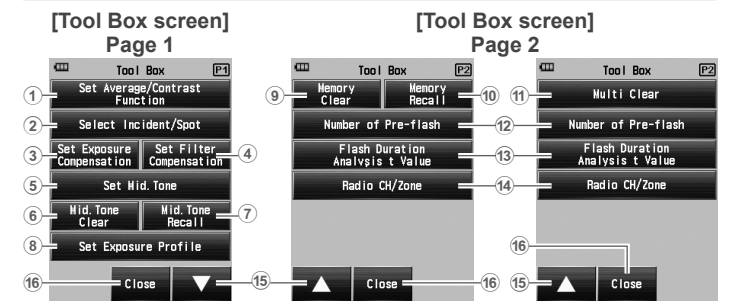 [Tool Box screen]
Page 1
[Tool Box screen]
Page 2
Tool Box P1
1 Set Average/Contrast
Function
2 Select Incident/Spot
3 Set Exposure
Compensation
Set Filter
Compensation 4
5 Set Mid. Tone
6 Mid. Tone
Clear
Mid. Tone
Recall 7
8 Set Exposure Profile
16 Close ▼ 15
Tool Box P2
9 Memory
Clear
Memory
Recall 10
Number of Pre-flash 12
Flash Duration
Analysis t Value 13
Radio CH/Zone 14
▲ Close 16
Tool Box P2
11 Multi Clear
Number of Pre-flash
Flash Duration
Analysis t Value
Radio CH/Zone
16
15 ▲ Close